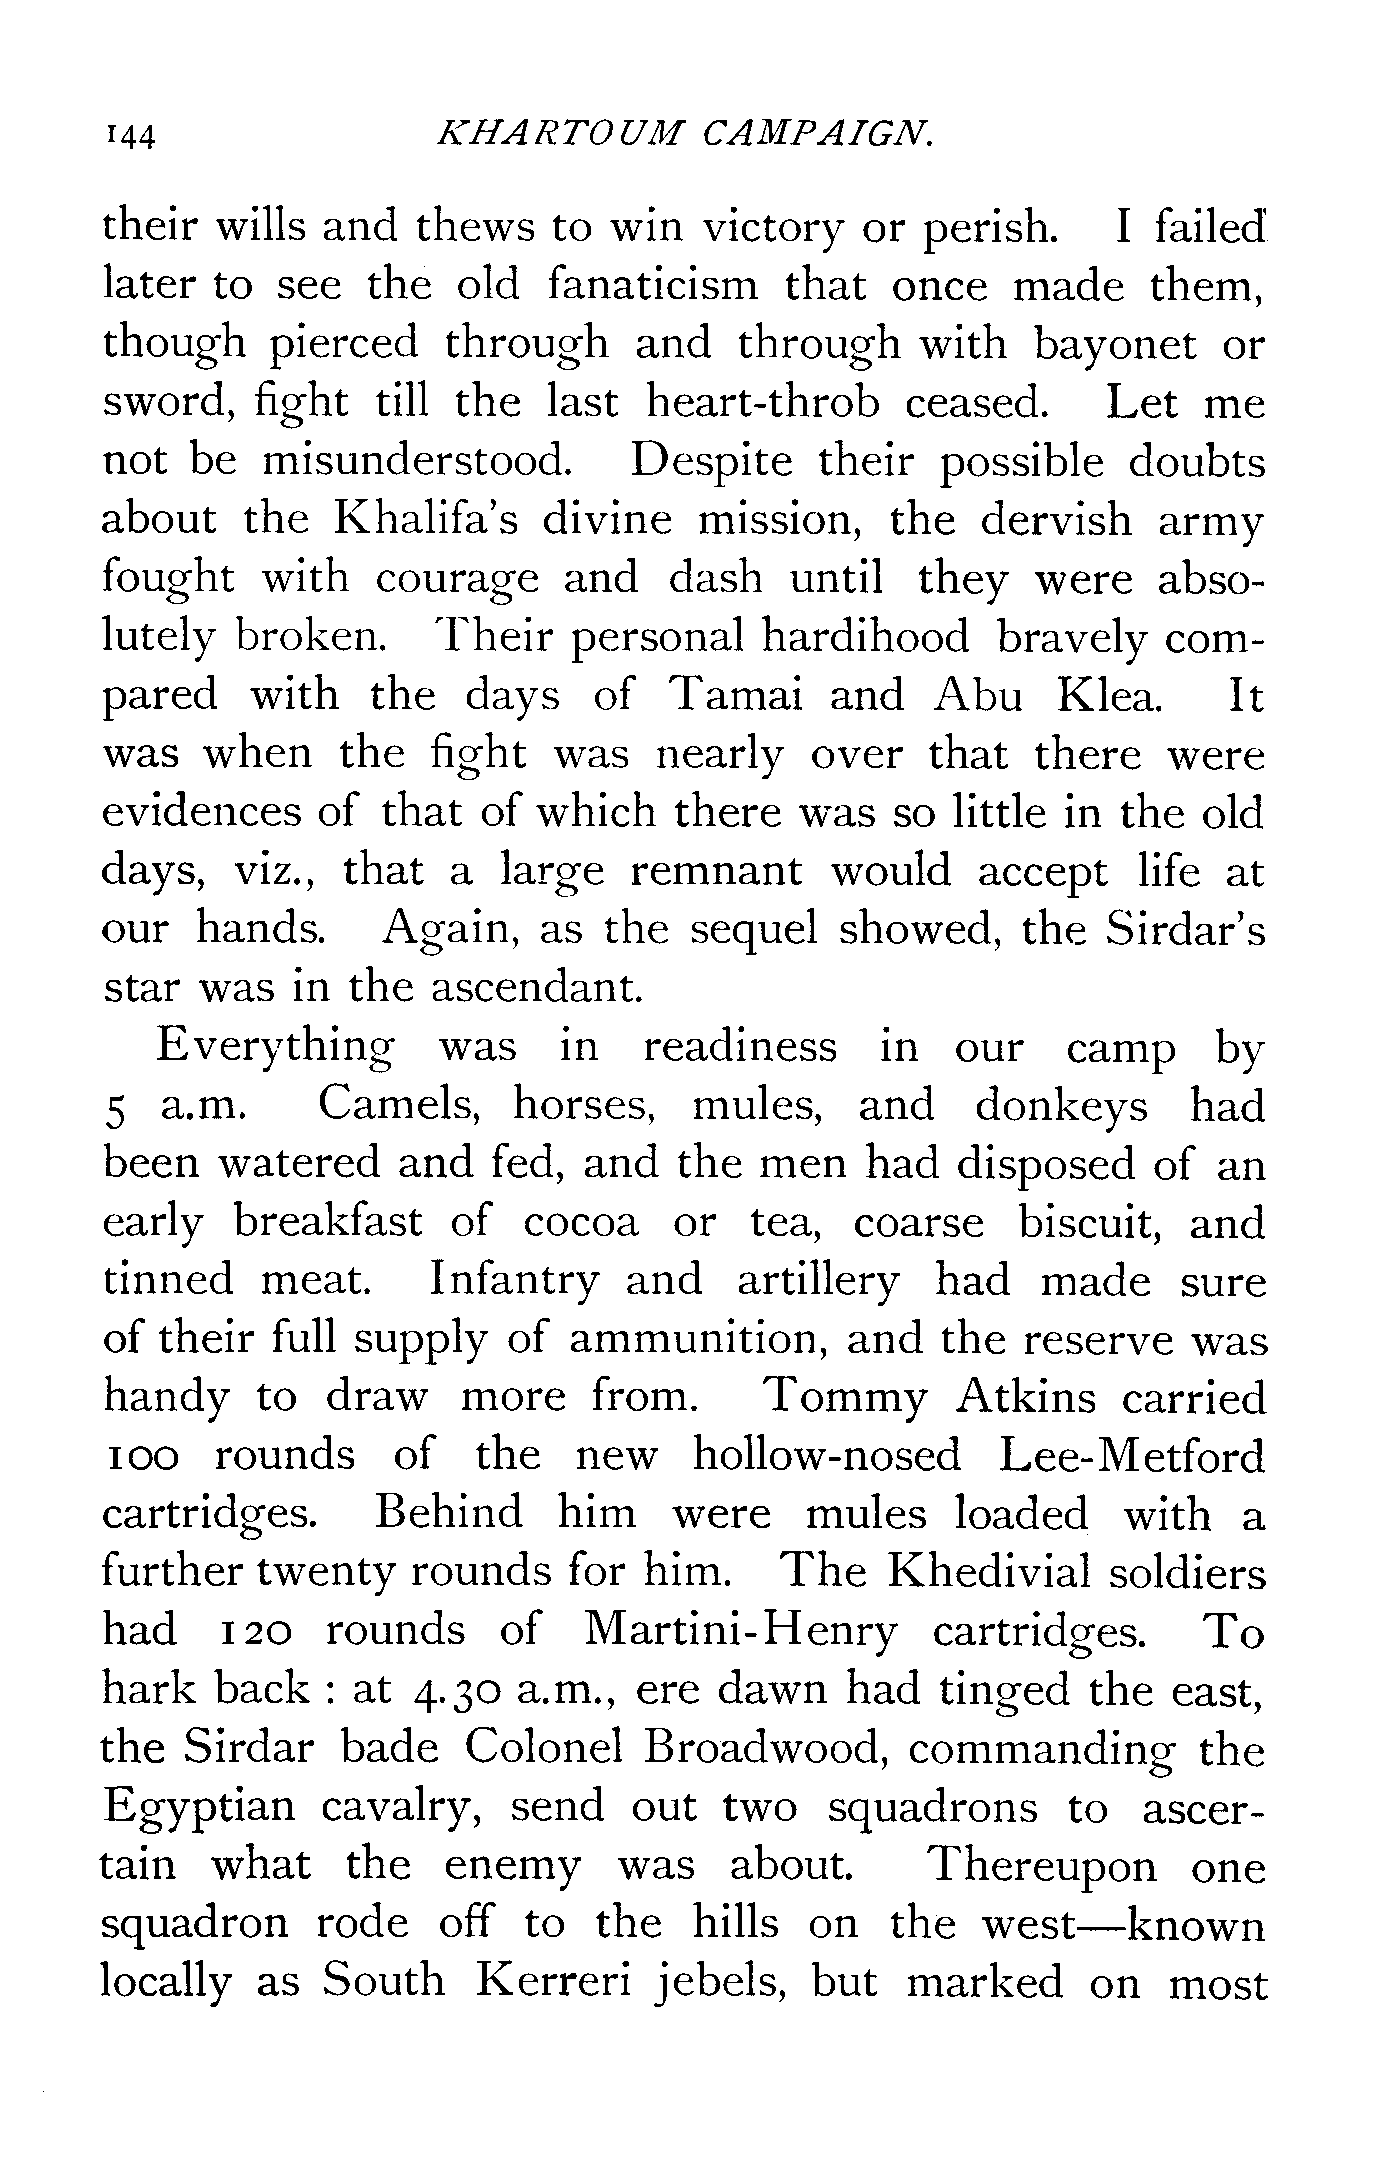 144 KHARTOUM CAMPAIGN.
their wills and thews to win victory or perish. I failed
later to see the old fanaticism that once made them,
though pierced through and through with bayonet or
sword, fight till the last heart-throb ceased. Let me
not be misunderstood. Despite their possible doubts
about the Khalifa's divine mission, the dervish army
fought with courage and dash until they were abso-
lutely broken. Their personal hardihood bravely com-
pared with the days of Tamai and Abu Klea. It
was when the fight was nearly over that there were
evidences of that of which there was so little in the old
days, viz., that a large remnant would accept life at
our hands. Again, as the sequel showed, the Sirdar's
star was in the ascendant.
Everything was in readiness in our camp by
5 a.m. Camels, horses, mules, and donkeys had
been watered and fed, and the men had disposed of an
early breakfast of cocoa or tea, coarse biscuit, and
tinned meat. Infantry and artillery had made sure
of their full supply of ammunition, and the reserve was
handy to draw more from. Tommy Atkins carried
100 rounds of the new hollow-nosed Lee-Metford
cartridges. Behind him were mules loaded with a
further twenty rounds for him. The Khedivial soldiers
had 120 rounds of Martini-Henry cartridges. To
hark back : at 4.30 a.m., ere dawn had tinged the east,
the Sirdar bade Colonel Broadwood, commanding the
Egyptian cavalry, send out two squadrons to ascer-
tain what the enemy was about. Thereupon one
squadron rode off to the hills on the west—known
locally as South Kerreri jebels, but marked on most